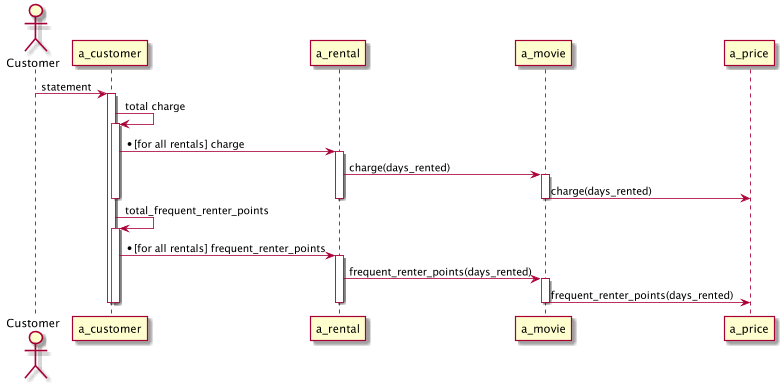 Customer
a_customer
a_rental
a_movie
a_price
statement
total charge
* [for all rentals] charge
charge(days_rented)
charge(days_rented)
total_frequent_renter_points
* [for all rentals] frequent_renter_points
frequent_renter_points(days_rented)
frequent_renter_points(days_rented)
Customer
a_customer
a_rental
a_movie
a_price